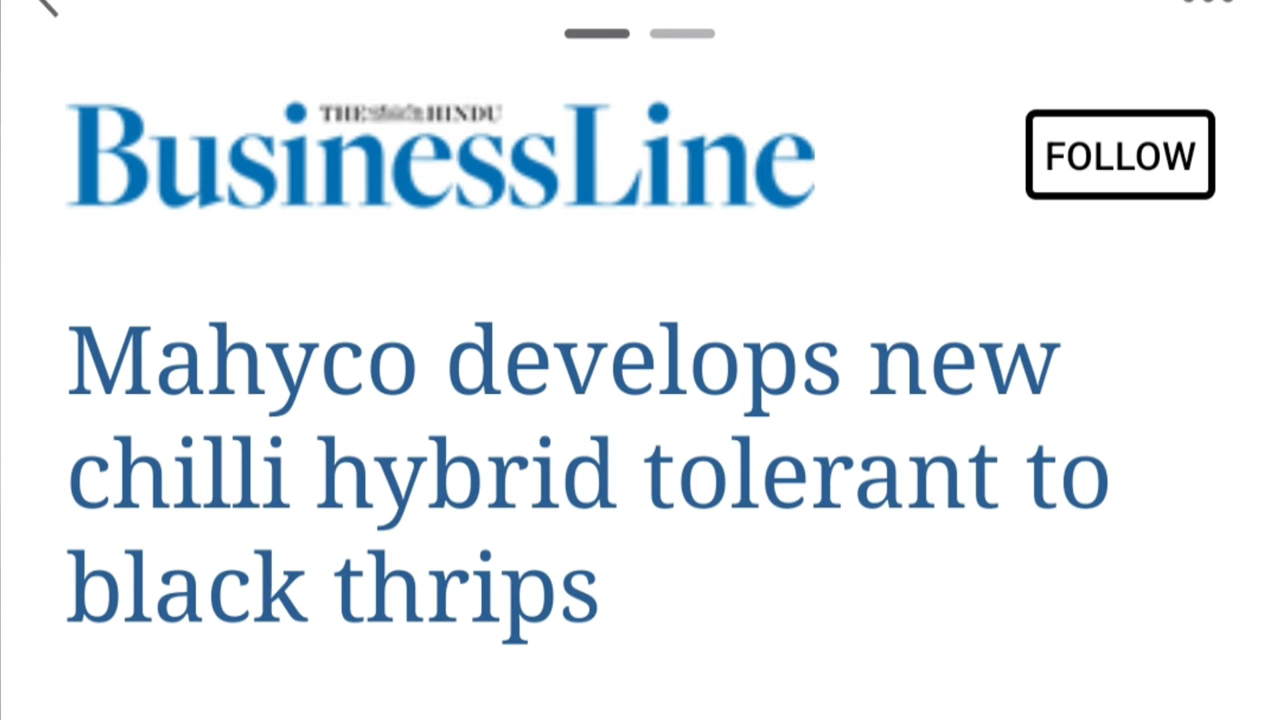 THE HINDU
BusinessLine
FOLLOW
Mahyco develops new
chilli hybrid tolerant to
black thrips